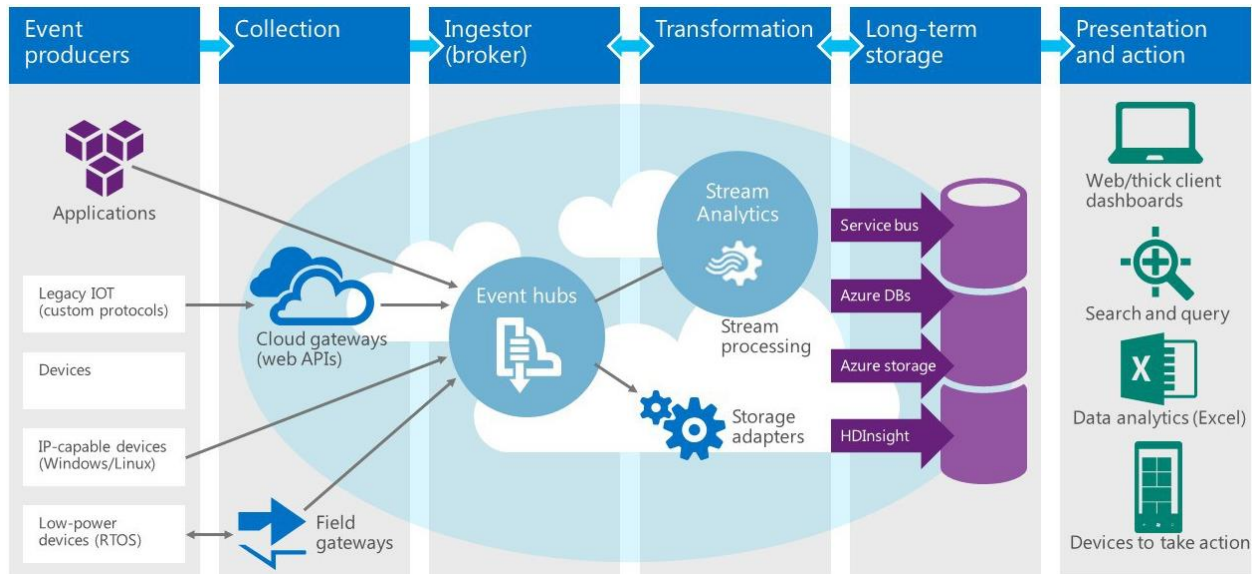 Event
producers
Collection
Ingestor
(broker)
Transformation
Long-term
storage
Presentation
and action
Applications
Legacy IOT
(custom protocols)
Devices
IP-capable devices
(Windows/Linux)
Low-power
devices (RTOS)
Cloud gateways
(web APIs)
Field
gateways
Event hubs
Stream
Analytics
Stream
processing
Storage
adapters
Service bus
Azure DBs
Azure storage
HDInsight
Web/thick client
dashboards
Search and query
X
Data analytics (Excel)
Devices to take action